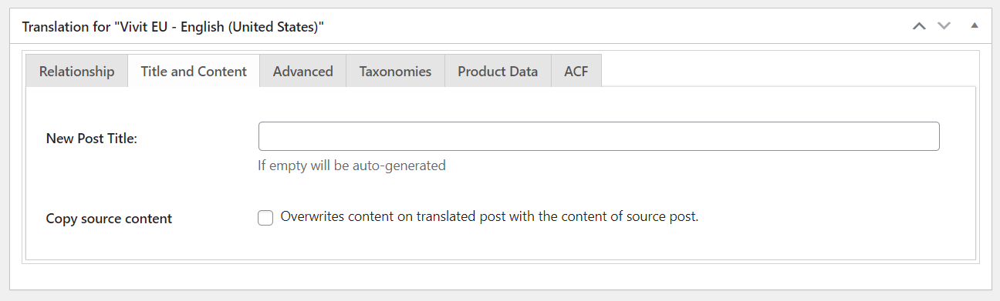 Translation for "Vivit EU - English (United States)"
Relationship Title and Content Advanced Taxonomies Product Data ACF
New Post Title:
If empty will be auto-generated
Copy source content Overwrites content on translated post with the content of source post.